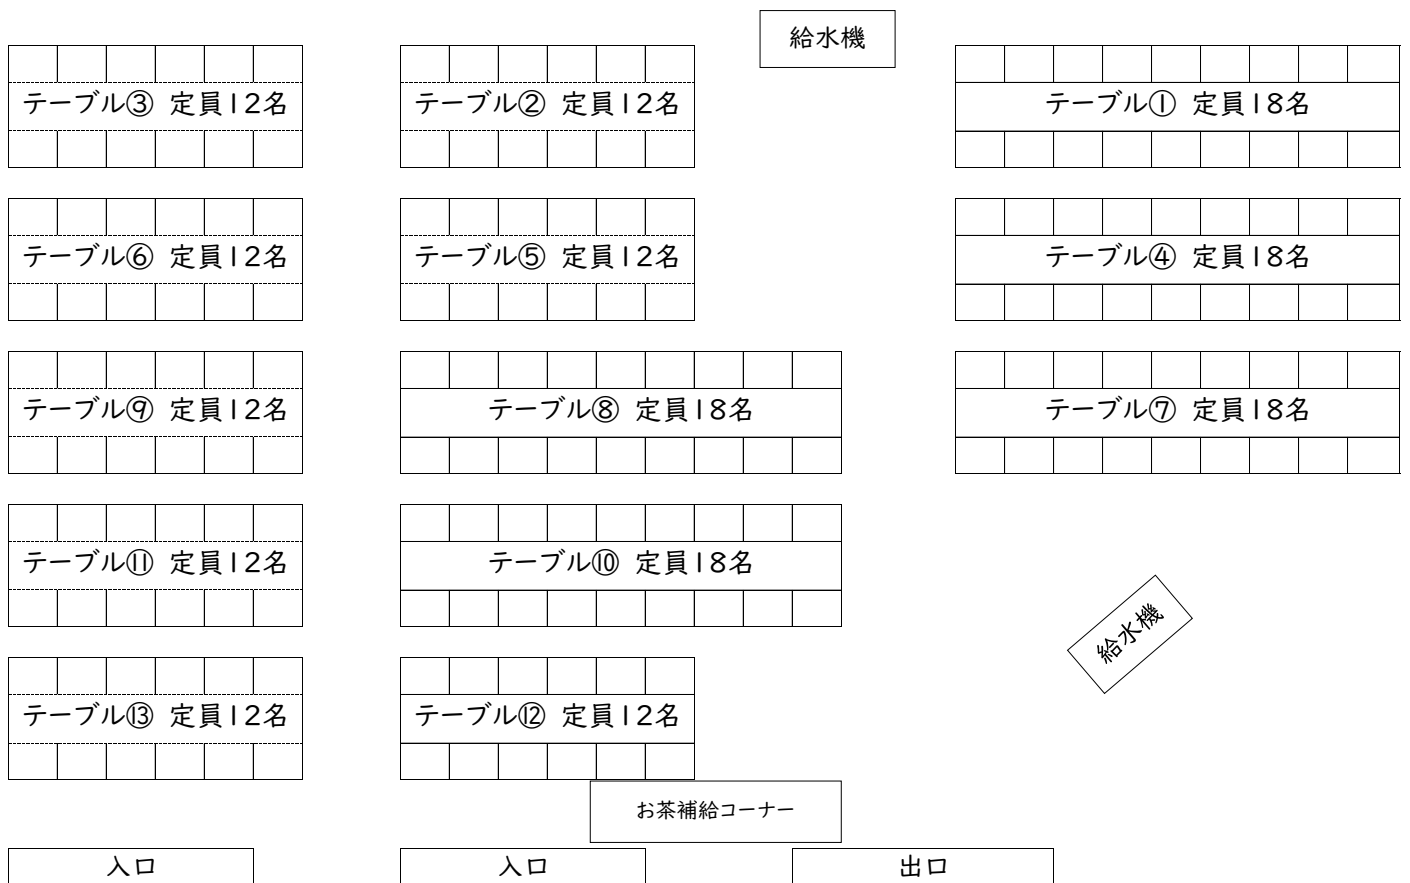 給水機
テーブル③ 定員12名
テーブル② 定員12名
テーブル① 定員18名
テーブル⑥ 定員12名
テーブル⑤ 定員12名
テーブル④ 定員18名
テーブル⑨ 定員12名
テーブル⑧ 定員18名
テーブル⑦ 定員18名
テーブル⑪ 定員12名
テーブル⑩ 定員18名
給水機
テーブル⑬ 定員12名
テーブル⑫ 定員12名
お茶補給コーナー
入口
入口
出口